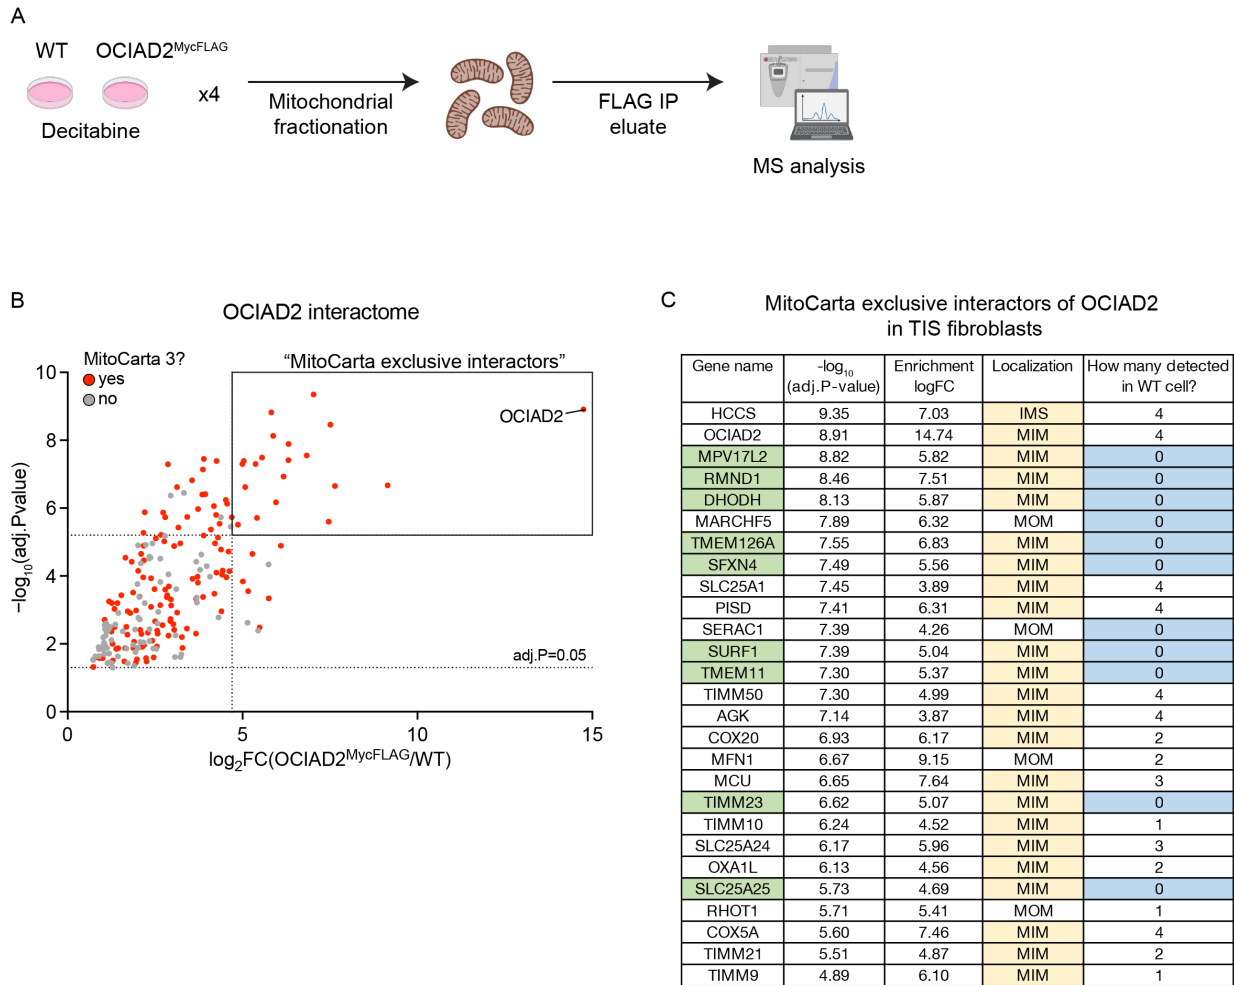 A
WT OCIAD2MycFLAG
x4
Decitabine
Mitochondrial
fractionation
FLAG IP
eluate
MS analysis
B
OCIAD2 interactome
MitoCarta 3?
yes
no
“MitoCarta exclusive interactors”
OCIAD2
adj.P=0.05
10
8
6
4
2
0
0 5 10 15
−log10(adj.Pvalue)
log2FC(OCIAD2MycFLAG/WT)
C
MitoCarta exclusive interactors of OCIAD2
in TIS fibroblasts
Gene name -log10 Enrichment Localization How many detected
(adj.P-value) logFC in WT cell?
HCCS 9.35 7.03 IMS 4
OCIAD2 8.91 14.74 MIM 4
MPV17L2 8.82 5.82 MIM 0
RMND1 8.46 7.51 MIM 0
DHODH 8.13 5.87 MIM 0
MARCHF5 7.89 6.32 MOM 0
TMEM126A 7.55 6.83 MIM 0
SFXN4 7.49 5.56 MIM 0
SLC25A1 7.45 3.89 MIM 4
PISD 7.41 6.31 MIM 4
SERAC1 7.39 4.26 MOM 0
SURF1 7.39 5.04 MIM 0
TMEM11 7.30 5.37 MIM 0
TIMM50 7.30 4.99 MIM 4
AGK 7.14 3.87 MIM 4
COX20 6.93 6.17 MIM 2
MFN1 6.67 9.15 MOM 2
MCU 6.65 7.64 MIM 3
TIMM23 6.62 5.07 MIM 0
TIMM10 6.24 4.52 MIM 1
SLC25A24 6.17 5.96 MIM 3
OXA1L 6.13 4.56 MIM 2
SLC25A25 5.73 4.69 MIM 0
RHOT1 5.71 5.41 MOM 1
COX5A 5.60 7.46 MIM 4
TIMM21 5.51 4.87 MIM 2
TIMM9 4.89 6.10 MIM 1